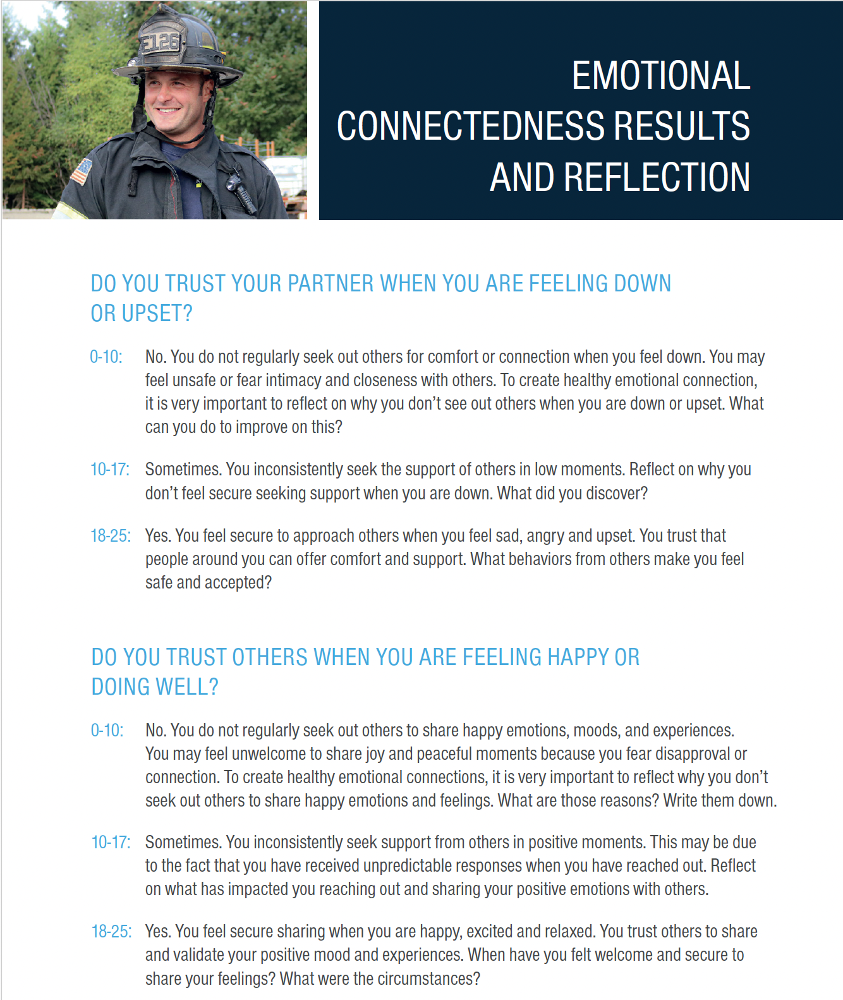 E126
EMOTIONAL
CONNECTEDNESS RESULTS
AND REFLECTION
DO YOU TRUST YOUR PARTNER WHEN YOU ARE FEELING DOWN
OR UPSET?
0-10: No. You do not regularly seek out others for comfort or connection when you feel down. You may
feel unsafe or fear intimacy and closeness with others. To create healthy emotional connection,
it is very important to reflect on why you don’t see out others when you are down or upset. What
can you do to improve on this?
10-17: Sometimes. You inconsistently seek the support of others in low moments. Reflect on why you
don’t feel secure seeking support when you are down. What did you discover?
18-25: Yes. You feel secure to approach others when you feel sad, angry and upset. You trust that
people around you can offer comfort and support. What behaviors from others make you feel
safe and accepted?
DO YOU TRUST OTHERS WHEN YOU ARE FEELING HAPPY OR
DOING WELL?
0-10: No. You do not regularly seek out others to share happy emotions, moods, and experiences.
You may feel unwelcome to share joy and peaceful moments because you fear disapproval or
connection. To create healthy emotional connections, it is very important to reflect why you don’t
seek out others to share happy emotions and feelings. What are those reasons? Write them down.
10-17: Sometimes. You inconsistently seek support from others in positive moments. This may be due
to the fact that you have received unpredictable responses when you have reached out. Reflect
on what has impacted you reaching out and sharing your positive emotions with others.
18-25: Yes. You feel secure sharing when you are happy, excited and relaxed. You trust others to share
and validate your positive mood and experiences. When have you felt welcome and secure to
share your feelings? What were the circumstances?